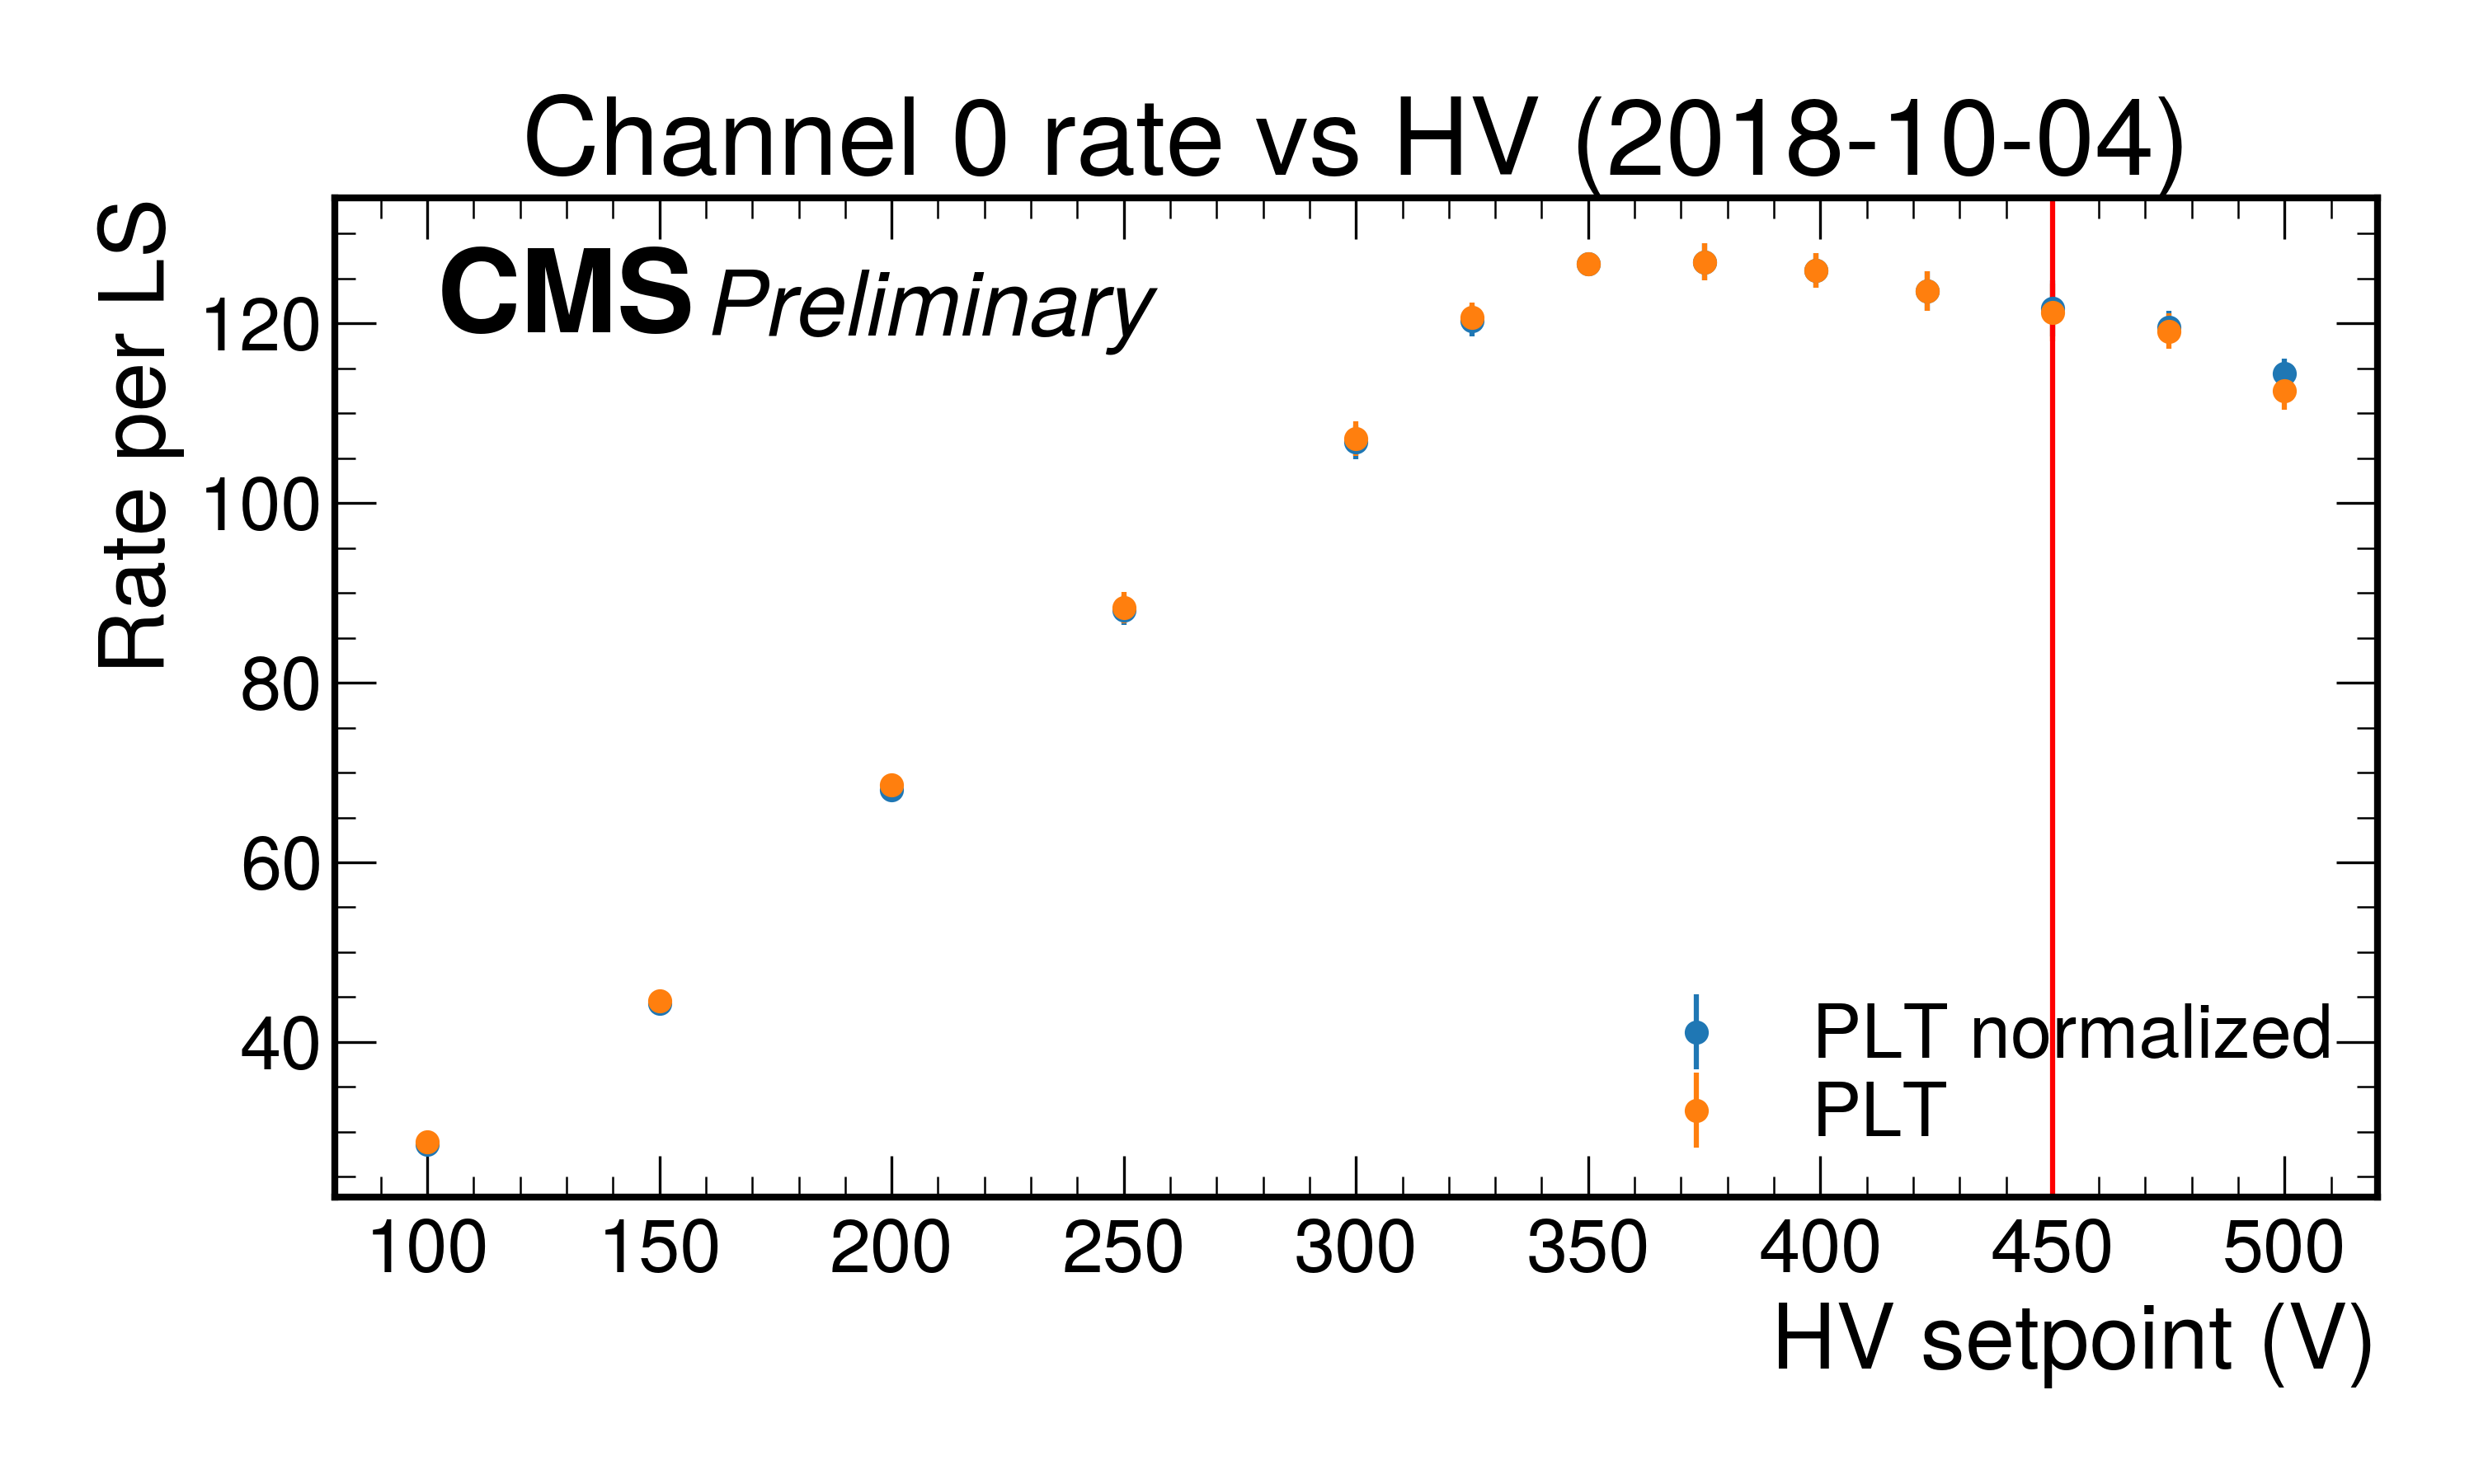 Channel 0 rate vs HV (2018-10-04)
CMS Preliminary
Rate per LS
120
100
80
60
40
PLT normalized
PLT
100 150 200 250 300 350 400 450 500
HV setpoint (V)